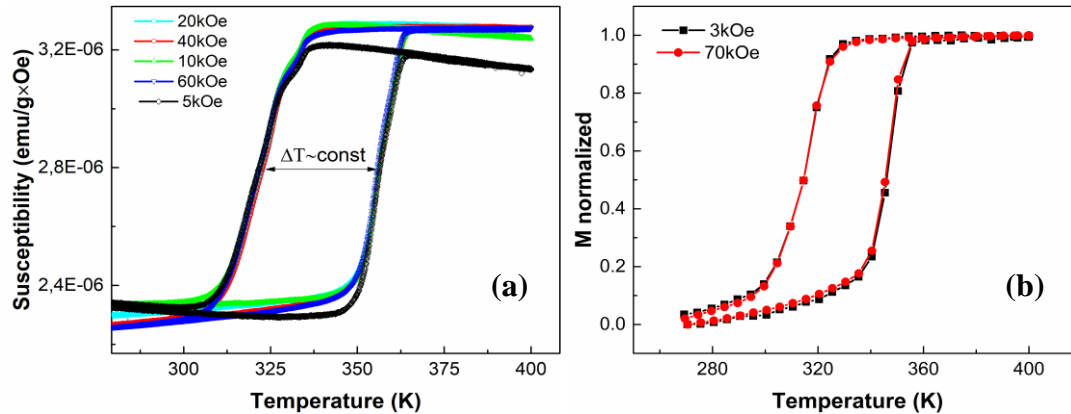 20kOe
40kOe
10kOe
60kOe
5kOe
ΔT~const
(a)
Susceptibility (emu/g×Oe)
3,2E-06
2,8E-06
2,4E-06
300 325 350 375 400
Temperature (K)
3kOe
70kOe
(b)
M normalized
1.0
0.8
0.6
0.4
0.2
0.0
280 320 360 400
Temperature (K)